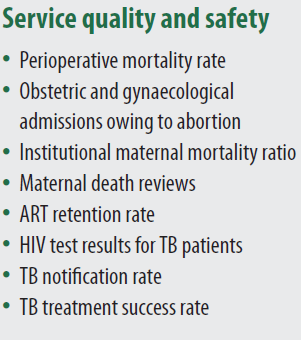 Service quality and safety
• Perioperative mortality rate
• Obstetric and gynaecological
admissions owing to abortion
• Institutional maternal mortality ratio
• Maternal death reviews
• ART retention rate
• HIV test results for TB patients
• TB notification rate
• TB treatment success rate